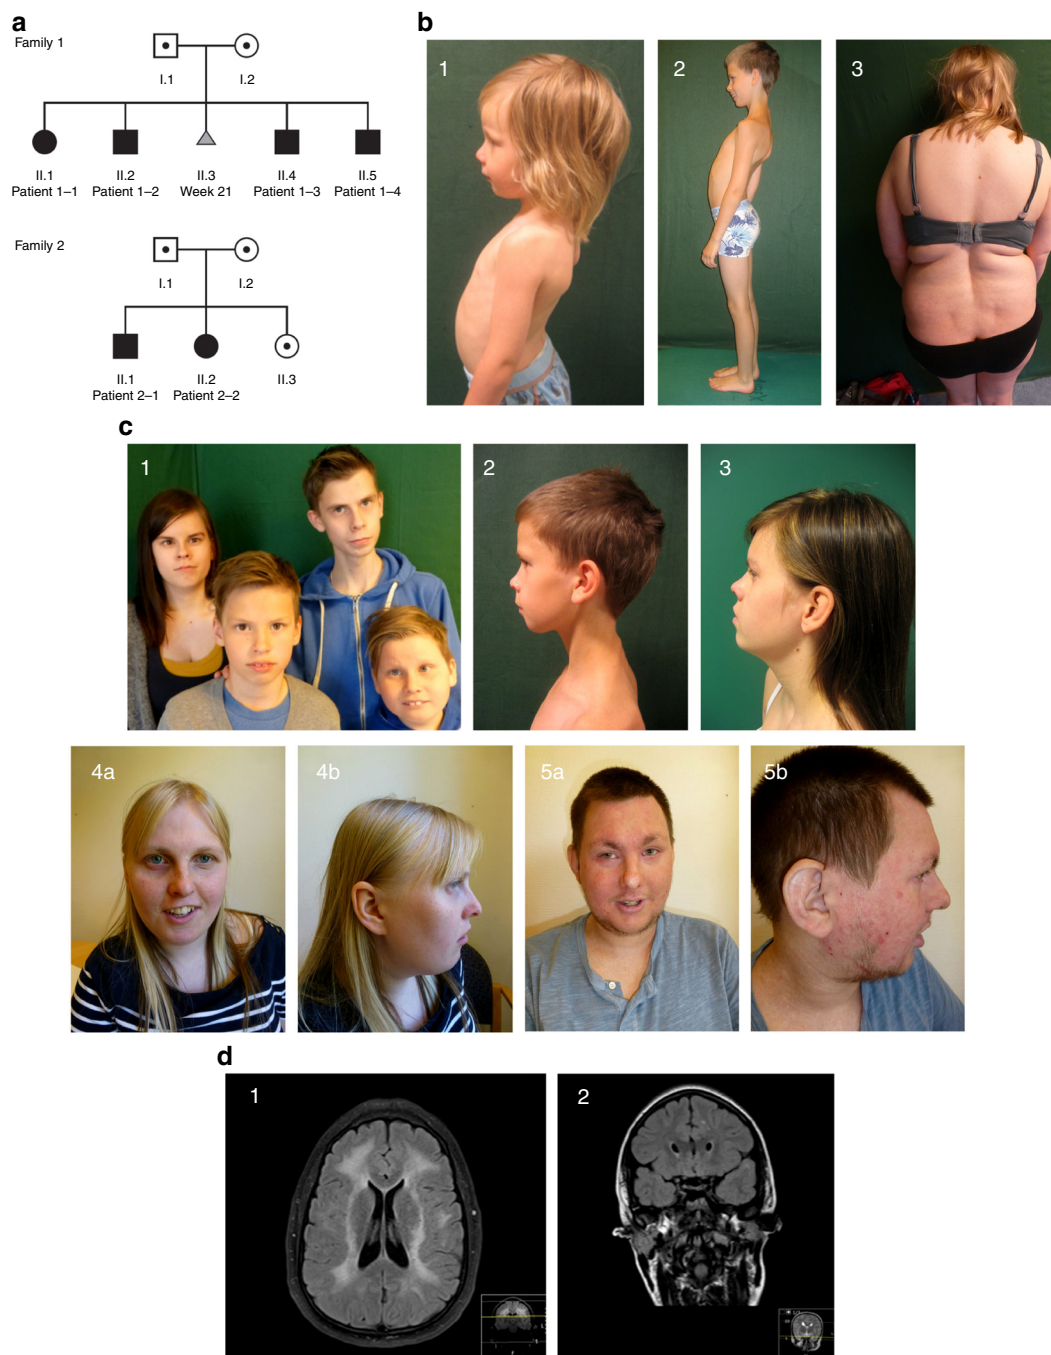 a
Family 1
I.1 I.2
II.1 II.2 II.3 II.4 II.5
Patient 1–1 Patient 1–2 Week 21 Patient 1–3 Patient 1–4
Family 2
I.1 I.2
II.1 II.2 II.3
Patient 2–1 Patient 2–2
b
1 2 3
c
1 2 3
4a 4b 5a 5b
d
1 2